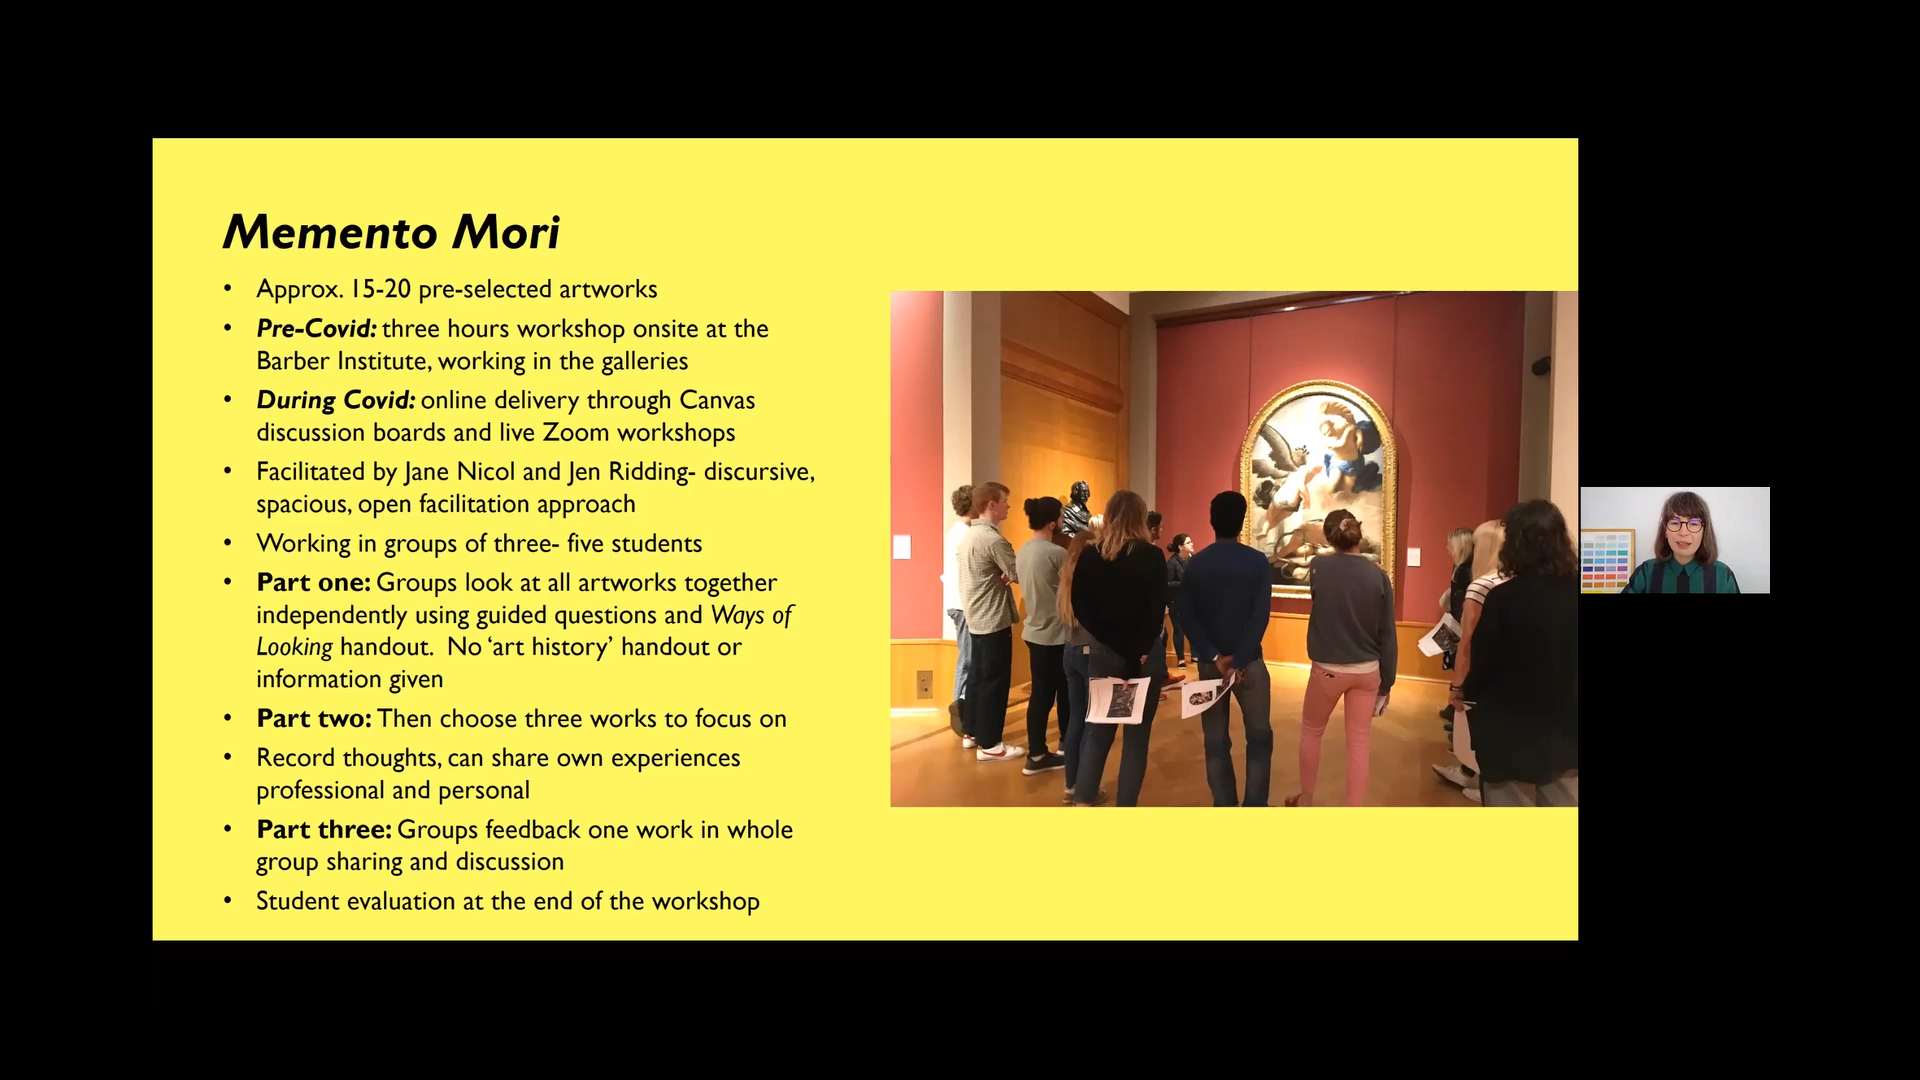 Memento Mori
• Approx. 15-20 pre-selected artworks
• Pre-Covid: three hours workshop onsite at the
Barber Institute, working in the galleries
• During Covid: online delivery through Canvas
discussion boards and live Zoom workshops
• Facilitated by Jane Nicol and Jen Ridding- discursive,
spacious, open facilitation approach
• Working in groups of three- five students
• Part one: Groups look at all artworks together
independently using guided questions and Ways of
Looking handout.  No ‘art history’ handout or
information given
• Part two: Then choose three works to focus on
• Record thoughts, can share own experiences
professional and personal
• Part three: Groups feedback one work in whole
group sharing and discussion
• Student evaluation at the end of the workshop